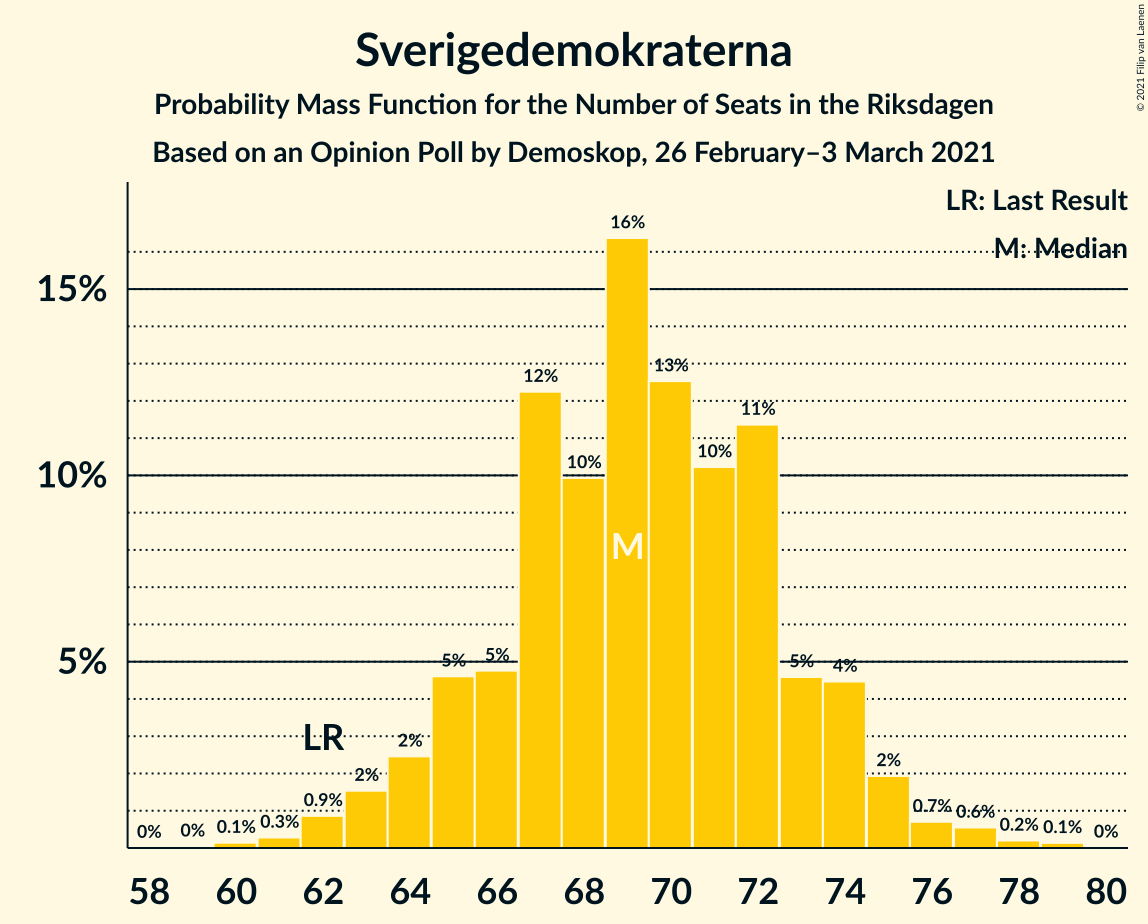 Sverigedemokraterna
Probability Mass Function for the Number of Seats in the Riksdagen
Based on an Opinion Poll by Demoskop, 26 February–3 March 2021
© 2021 Filip van Laenen
LR: Last Result
M: Median
15%
10%
5%
0%
0%
0.1%
0.3%
0.9%
2%
2%
5%
5%
12%
10%
16%
13%
10%
11%
5%
4%
2%
0.7%
0.6%
0.2%
0.1%
0%
LR
M
58 60 62 64 66 68 70 72 74 76 78 80